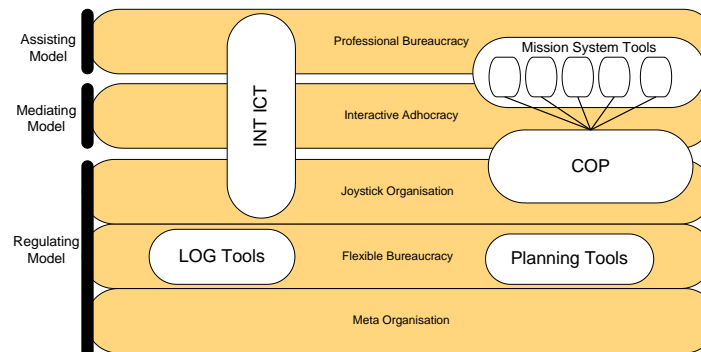 Assisting
Model
Professional Bureaucracy
Mission System Tools
Mediating
Model
INT ICT
Interactive Adhocracy
COP
Joystick Organisation
Regulating
Model
LOG Tools
Flexible Bureaucracy
Planning Tools
Meta Organisation